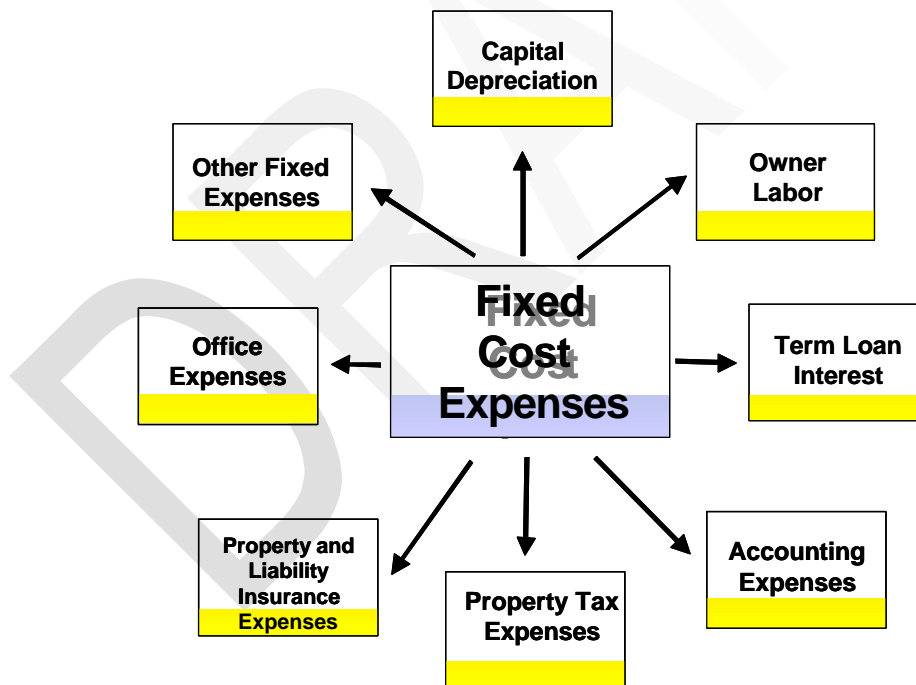 Capital
Depreciation
Other Fixed
Expenses
Owner
Labor
Fixed
Cost
Expenses
Office
Expenses
Term Loan
Interest
Property and
Liability
Insurance
Expenses
Property Tax
Expenses
Accounting
Expenses
DRA